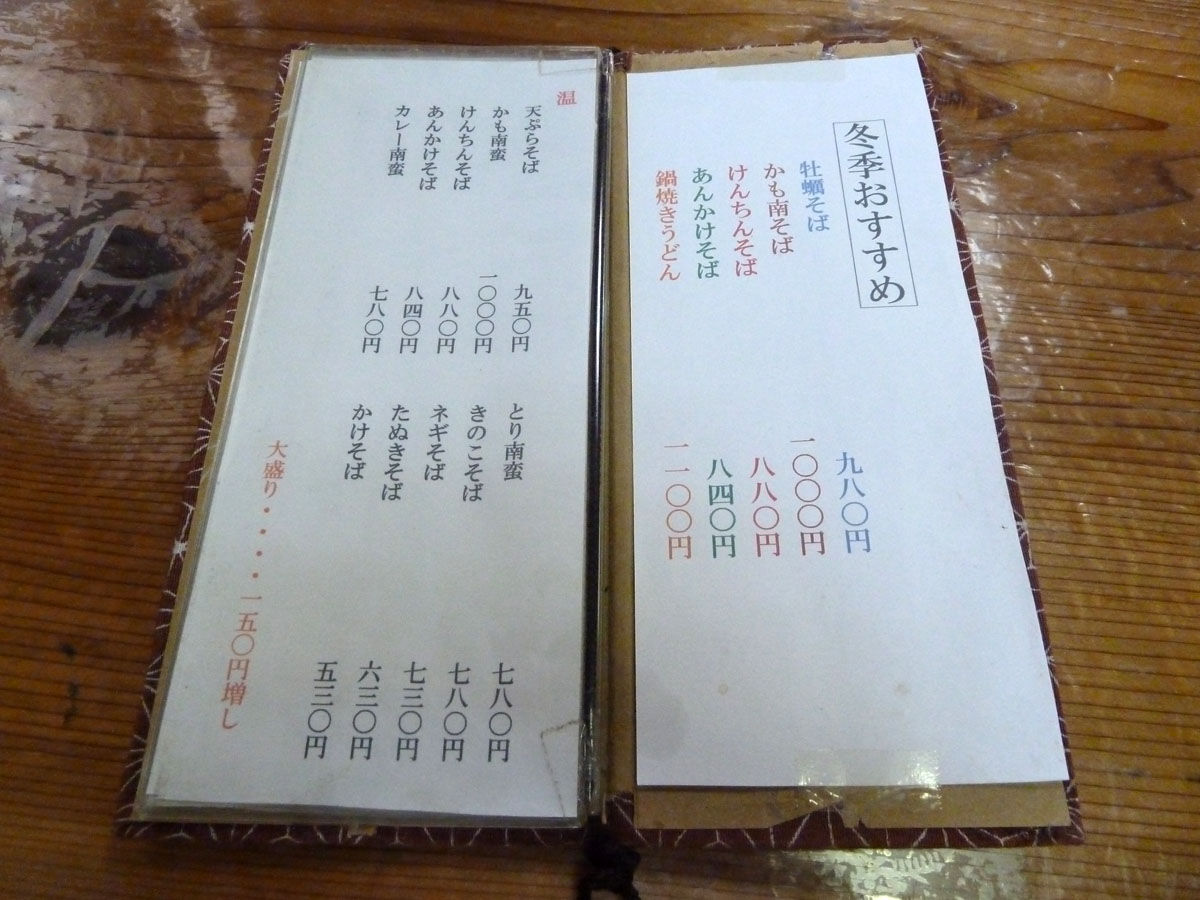 冬季おすすめ
牡蠣そば 九八〇円
かも南そば 一〇〇〇円
けんちんそば 八八〇円
あんかけそば 八四〇円
鍋焼きうどん 一一〇〇円
温
天ぷらそば 九五〇円
かも南蛮 一〇〇〇円
けんちんそば 八八〇円
あんかけそば 八四〇円
カレー南蛮 七八〇円
とり南蛮 七八〇円
きのこそば 七八〇円
ネギそば 七三〇円
たぬきそば 六三〇円
かけそば 五三〇円
大盛り・・・・一五〇円増し